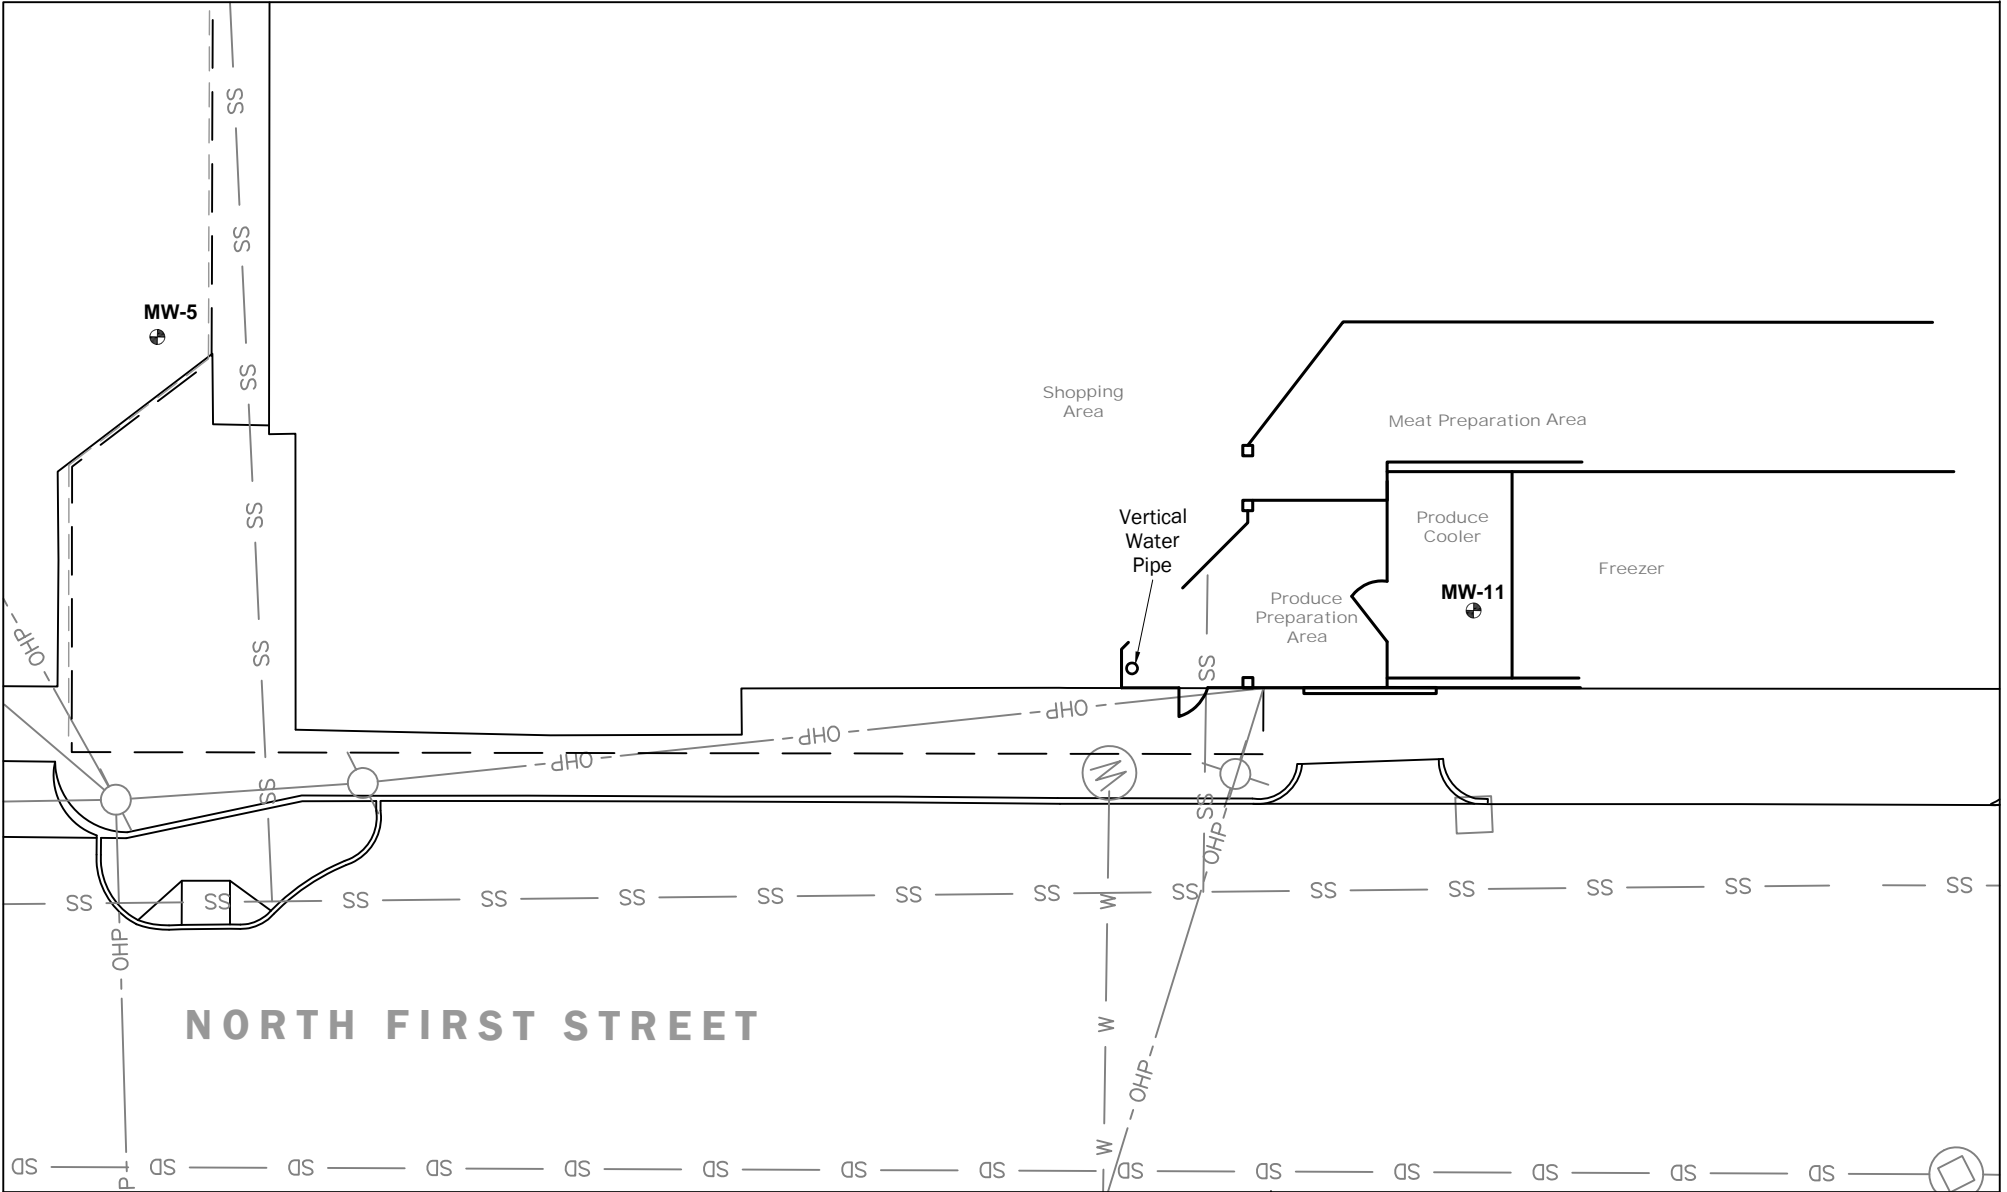 SS
SS
MW-5
SS
Shopping
Area
Meat Preparation Area
SS
Vertical
Water
Pipe
Produce
Cooler
Freezer
MW-11
Produce
Preparation
Area
OHP
SS
SS
OHP
OHP
OHP
SS
W
SS
OHP
SS
SS
SS
SS
SS
SS
SS
SS
SS
SS
SS
SS
SS
SS
W
OHP
NORTH FIRST STREET
W
OHP
W
SD
SD
SD
SD
SD
SD
SD
SD
SD
SD
SD
SD
SD
SD
P